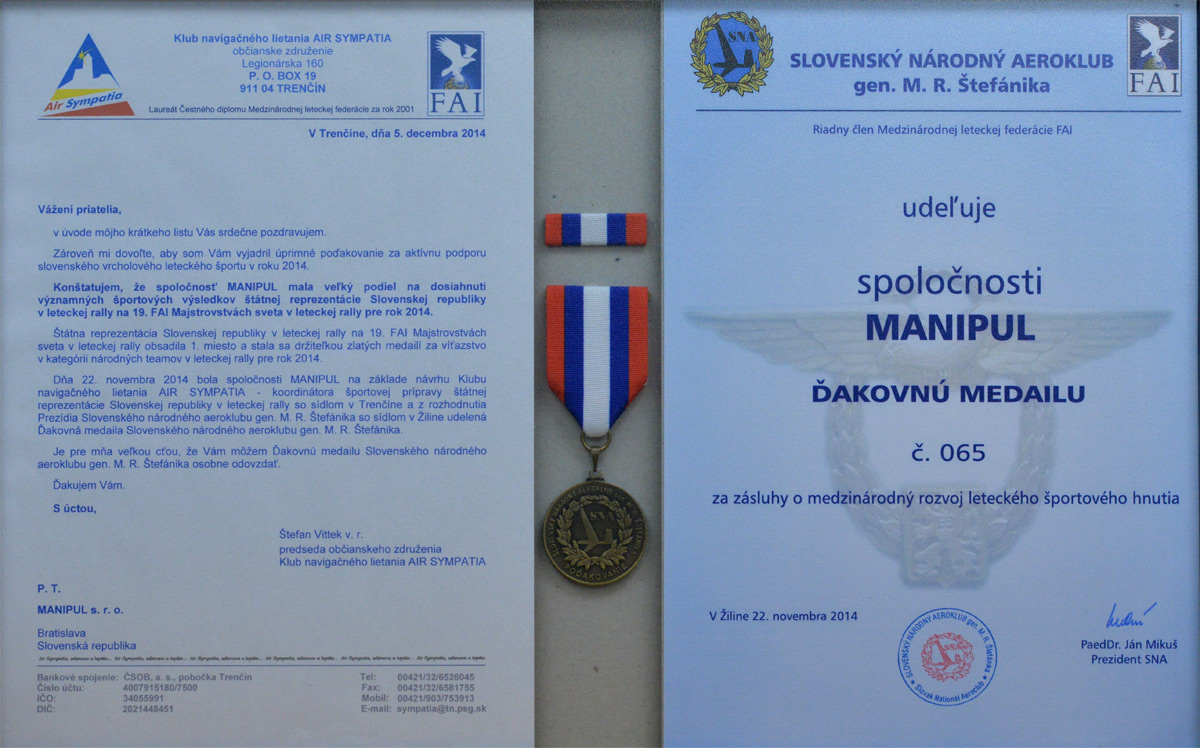 Air Sympatia
Klub navigačného lietania AIR SYMPATIA
občianske združenie
Legionárska 160
P. O. BOX 19
911 04 TRENČÍN
Laureát Čestného diplomu Medzinárodnej leteckej federácie za rok 2001
FAI
V Trenčíne, dňa 5. decembra 2014
Vážení priatelia,
v úvode môjho krátkeho listu Vás srdečne pozdravujem.
Zároveň mi dovoľte, aby som Vám vyjadril úprimné poďakovanie za aktívnu podporu
slovenského vrcholového leteckého športu v roku 2014.
Konštatujem, že spoločnosť MANIPUL mala veľký podiel na dosiahnutí
významných športových výsledkov štátnej reprezentácie Slovenskej republiky
v leteckej rally na 19. FAI Majstrovstvách sveta v leteckej rally pre rok 2014.
Štátna reprezentácia Slovenskej republiky v leteckej rally na 19. FAI Majstrovstvách
sveta v leteckej rally obsadila 1. miesto a stala sa držiteľkou zlatých medailí za víťazstvo
v kategórii národných teamov v leteckej rally pre rok 2014.
Dňa 22. novembra 2014 bola spoločnosti MANIPUL na základe návrhu Klubu
navigačného lietania AIR SYMPATIA - koordinátora športovej prípravy štátnej
reprezentácie Slovenskej republiky v leteckej rally so sídlom v Trenčíne a z rozhodnutia
Prezídia Slovenského národného aeroklubu gen. M. R. Štefánika so sídlom v Žiline udelená
Ďakovná medaila Slovenského národného aeroklubu gen. M. R. Štefánika.
Je pre mňa veľkou cťou, že Vám môžem Ďakovnú medailu Slovenského národného
aeroklubu gen. M. R. Štefánika osobne odovzdať.
Ďakujem Vám.
S úctou,
Štefan Vittek v. r.
predseda občianskeho združenia
Klub navigačného lietania AIR SYMPATIA
P. T.
MANIPUL s. r. o.
Bratislava
Slovenská republika
Bankové spojenie: ČSOB, a. s., pobočka Trenčín
Číslo účtu: 4007915180/7500
IČO: 34055991
DIČ: 2021448451
Tel: 00421/32/6526045
Fax: 00421/32/6581755
Mobil: 00421/903/753913
E-mail: sympatia@tn.psg.sk
SNA
POĎAKOVANIE
SNA
SLOVENSKÝ NÁRODNÝ AEROKLUB
gen. M. R. Štefánika
FAI
Riadny člen Medzinárodnej leteckej federácie FAI
udeľuje
spoločnosti
MANIPUL
ĎAKOVNÚ MEDAILU
č. 065
za zásluhy o medzinárodný rozvoj leteckého športového hnutia
V Žiline 22. novembra 2014
SLOVENSKÝ NÁRODNÝ AEROKLUB gen. M. R. Štefánika
SNA
Slovak National Aeroclub
PaedDr. Ján Mikuš
Prezident SNA